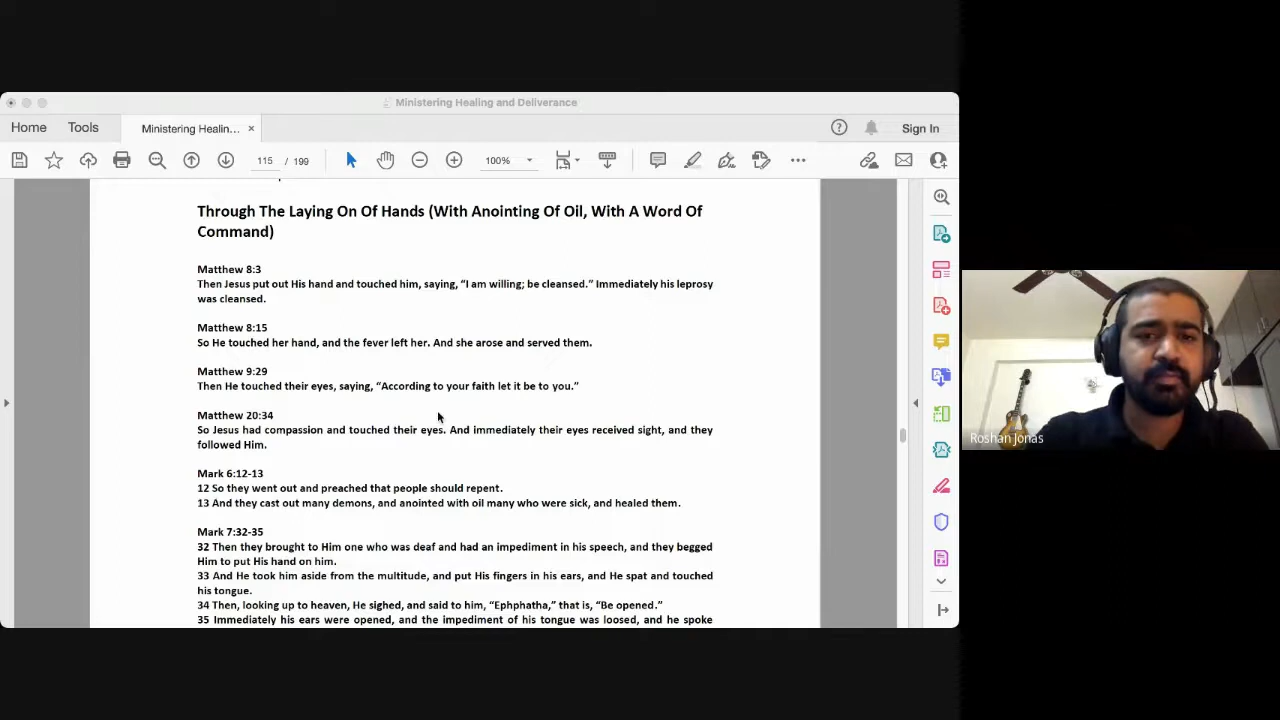 Ministering Healing and Deliverance
Home
Tools
Ministering Healin...
Sign In
115 / 199
100%
Through The Laying On Of Hands (With Anointing Of Oil, With A Word Of
Command)
Matthew 8:3
Then Jesus put out His hand and touched him, saying, “I am willing; be cleansed.” Immediately his leprosy
was cleansed.
Matthew 8:15
So He touched her hand, and the fever left her. And she arose and served them.
Matthew 9:29
Then He touched their eyes, saying, “According to your faith let it be to you.”
Matthew 20:34
So Jesus had compassion and touched their eyes. And immediately their eyes received sight, and they
followed Him.
Mark 6:12-13
12 So they went out and preached that people should repent.
13 And they cast out many demons, and anointed with oil many who were sick, and healed them.
Mark 7:32-35
32 Then they brought to Him one who was deaf and had an impediment in his speech, and they begged
Him to put His hand on him.
33 And He took him aside from the multitude, and put His fingers in his ears, and He spat and touched
his tongue.
34 Then, looking up to heaven, He sighed, and said to him, “Ephphatha,” that is, “Be opened.”
35 Immediately his ears were opened, and the impediment of his tongue was loosed, and he spoke
Roshan Jonas